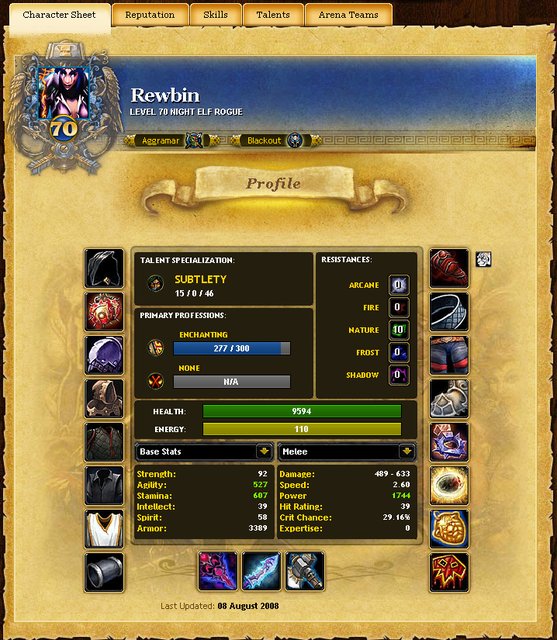 Character Sheet Reputation Skills Talents Arena Teams
Rewbin
LEVEL 70 NIGHT ELF ROGUE
70
Aggramar Blackout
Profile
TALENT SPECIALIZATION:
SUBTLETY
15 / 0 / 46
RESISTANCES:
ARCANE 0
FIRE 0
NATURE 10
FROST 0
SHADOW 0
PRIMARY PROFESSIONS:
ENCHANTING
277 / 300
NONE
N/A
HEALTH: 9594
ENERGY: 110
Base Stats
Strength: 92
Agility: 527
Stamina: 607
Intellect: 39
Spirit: 58
Armor: 3389
Melee
Damage: 489 - 633
Speed: 2.60
Power 1744
Hit Rating: 39
Crit Chance: 29.16%
Expertise: 0
Last Updated: 08 August 2008